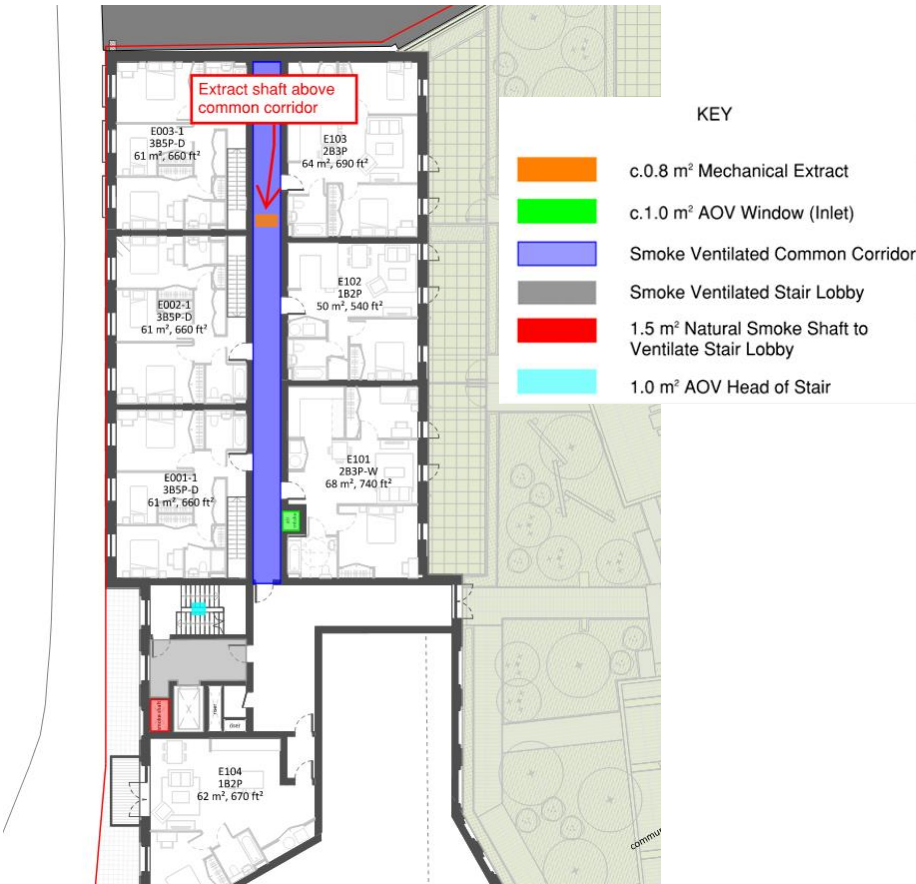 Extract shaft above
common corridor
E003-1
3B5P-D
61 m², 660 ft²
E103
2B3P
64 m², 690 ft²
E002-1
3B5P-D
61 m², 660 ft²
E102
1B2P
50 m², 540 ft²
E001-1
3B5P-D
61 m², 660 ft²
E101
2B3P-W
68 m², 740 ft²
smoke shaft
riser
E104
1B2P
62 m², 670 ft²
KEY
c.0.8 m² Mechanical Extract
c.1.0 m² AOV Window (Inlet)
Smoke Ventilated Common Corridor
Smoke Ventilated Stair Lobby
1.5 m² Natural Smoke Shaft to
Ventilate Stair Lobby
1.0 m² AOV Head of Stair